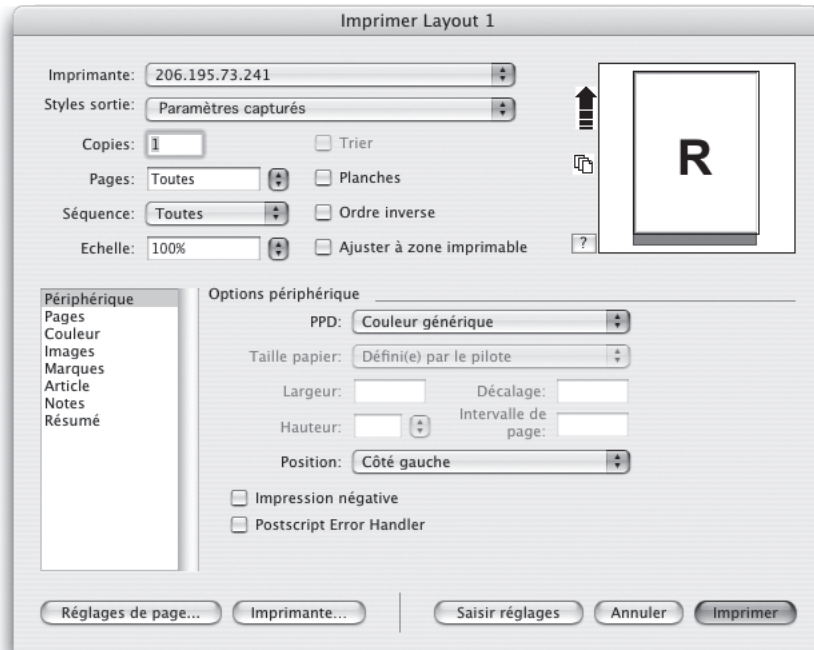 Imprimer Layout 1
Imprimante: 206.195.73.241
Styles sortie: Paramètres capturés
Copies: 1 Trier
Pages: Toutes Planches
Séquence: Toutes Ordre inverse
Echelle: 100% Ajuster à zone imprimable
R
?
Périphérique
Pages
Couleur
Images
Marques
Article
Notes
Résumé
Options périphérique
PPD: Couleur générique
Taille papier: Défini(e) par le pilote
Largeur: Décalage:
Hauteur: Intervalle de
page:
Position: Côté gauche
Impression négative
Postscript Error Handler
Réglages de page... Imprimante... Saisir réglages Annuler Imprimer